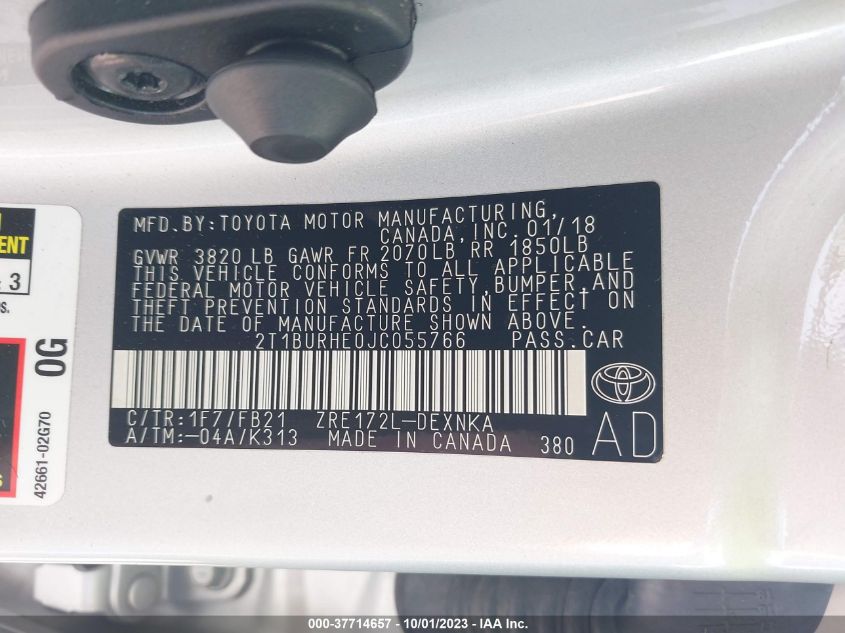 MFD.BY:TOYOTA MOTOR MANUFACTURING,
CANADA,INC.01/18
GVWR 3820 LB GAWR FR 2070LB RR 1850LB
THIS VEHICLE CONFORMS TO ALL APPLICABLE
FEDERAL MOTOR VEHICLE SAFETY,BUMPER,AND
THEFT PREVENTION STANDARDS IN EFFECT ON
THE DATE OF MANUFACTURE SHOWN ABOVE.
2T1BURHE0JC055766 PASS.CAR
C/TR:1F7/FB21 ZRE172L-DEXNKA
A/TM:-04A/K313 MADE IN CANADA 380
AD
3
0G
42661-02G70
000-37714657 - 10/01/2023 - IAA Inc.